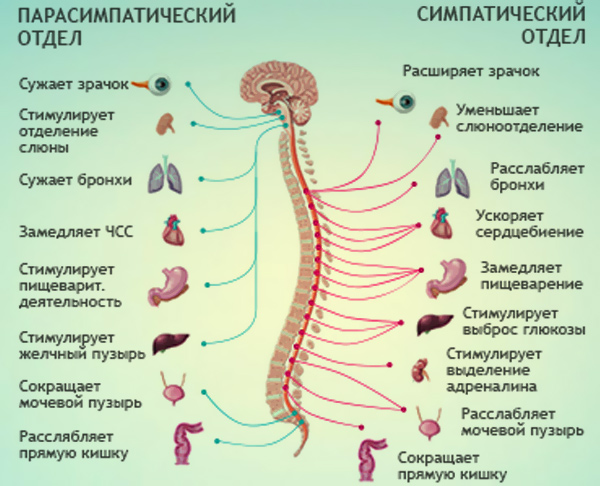 ПАРАСИМПАТИЧЕСКИЙ
ОТДЕЛ
Сужает зрачок
Стимулирует
отделение
слюны
Сужает бронхи
Замедляет ЧСС
Стимулирует
пищеварит.
деятельность
Стимулирует
желчный пузырь
Сокращает
мочевой пузырь
Расслябляет
прямую кишку
СИМПАТИЧЕСКИЙ
ОТДЕЛ
Расширяет зрачок
Уменьшает
слюноотделение
Расслабляет
бронхи
Ускоряет
сердцебиение
Замедляет
пищеварение
Стимулирует
выброс глюкозы
Стимулирует
выделение
адреналина
Расслабляет
мочевой пузырь
Сокращает
прямую кишку